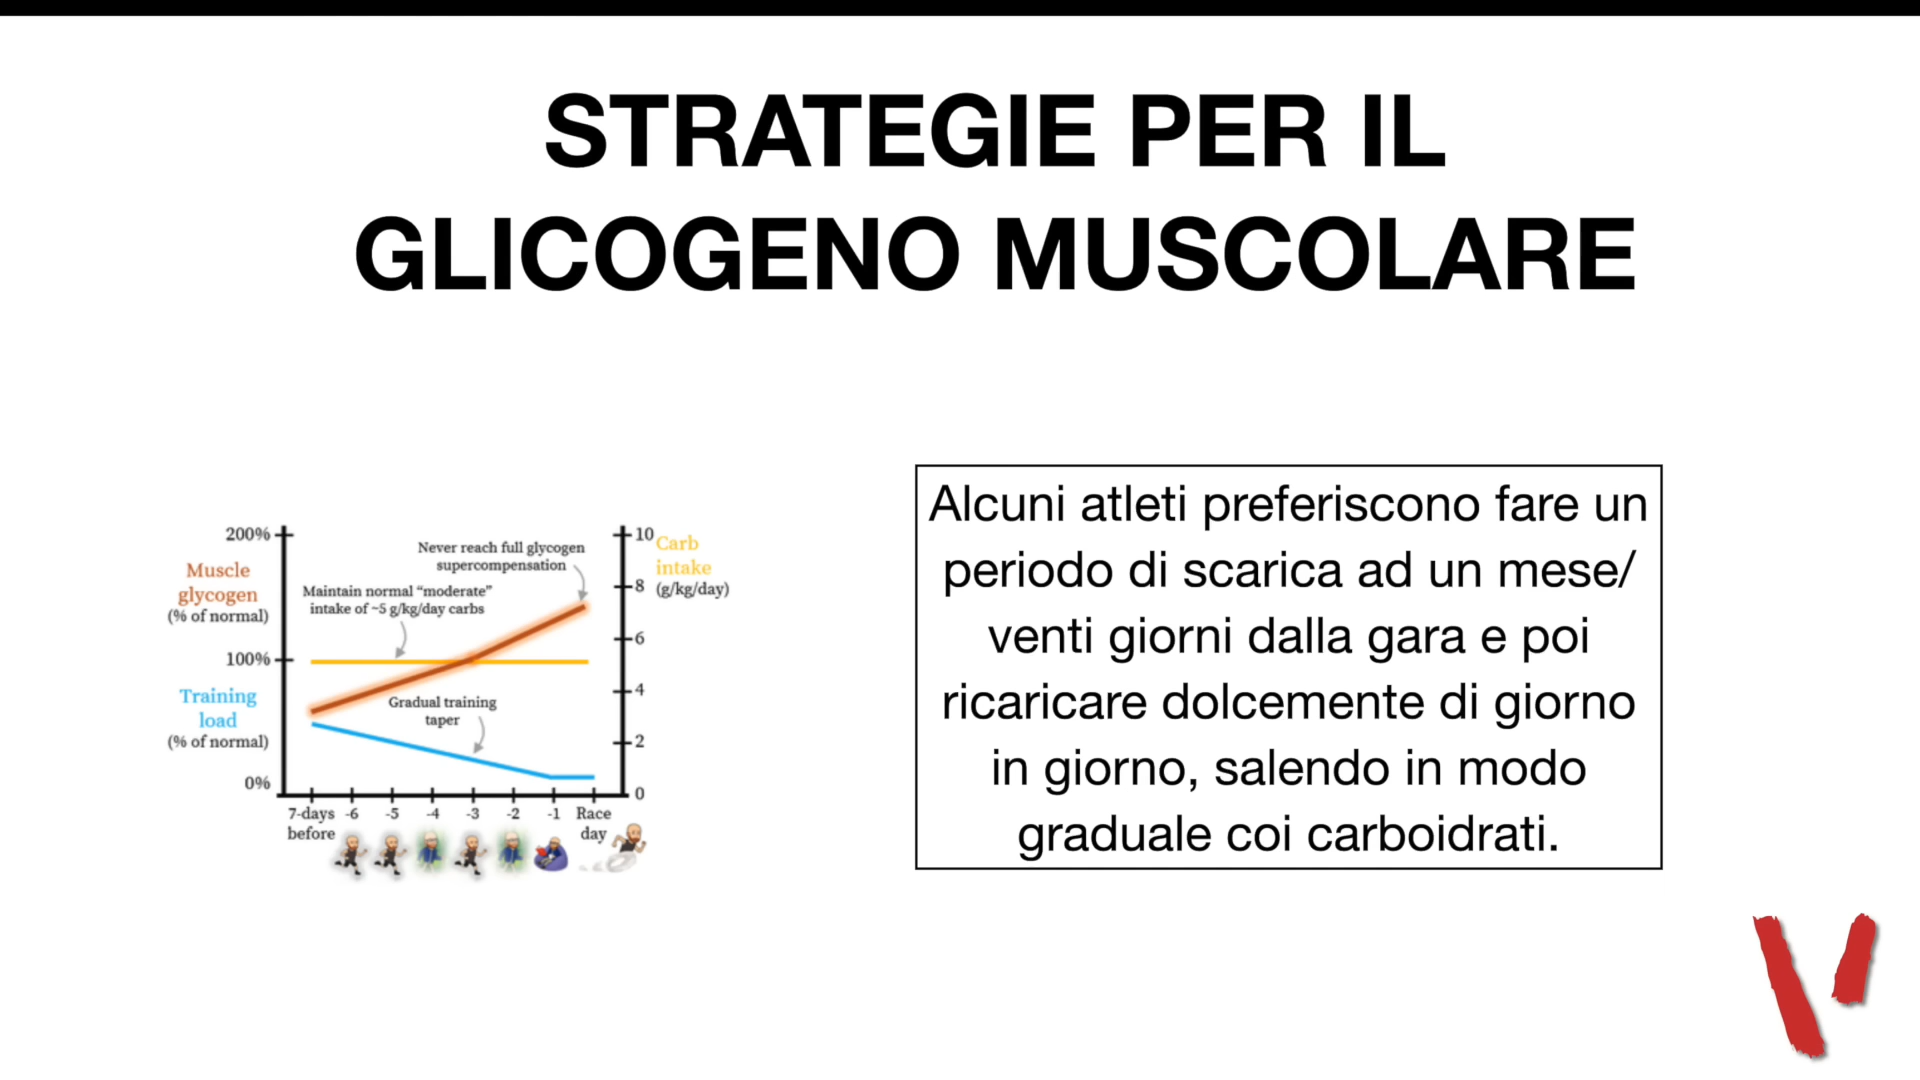 STRATEGIE PER IL
GLICOGENO MUSCOLARE
200%
Muscle
glycogen
(% of normal)
100%
Training
load
(% of normal)
0%
Never reach full glycogen
supercompensation
Maintain normal “moderate”
intake of ~5 g/kg/day carbs
Gradual training
taper
10
8
6
4
2
0
Carb
intake
(g/kg/day)
7-days
before
-6
-5
-4
-3
-2
-1
Race
day
Alcuni atleti preferiscono fare un
periodo di scarica ad un mese/
venti giorni dalla gara e poi
ricaricare dolcemente di giorno
in giorno, salendo in modo
graduale coi carboidrati.